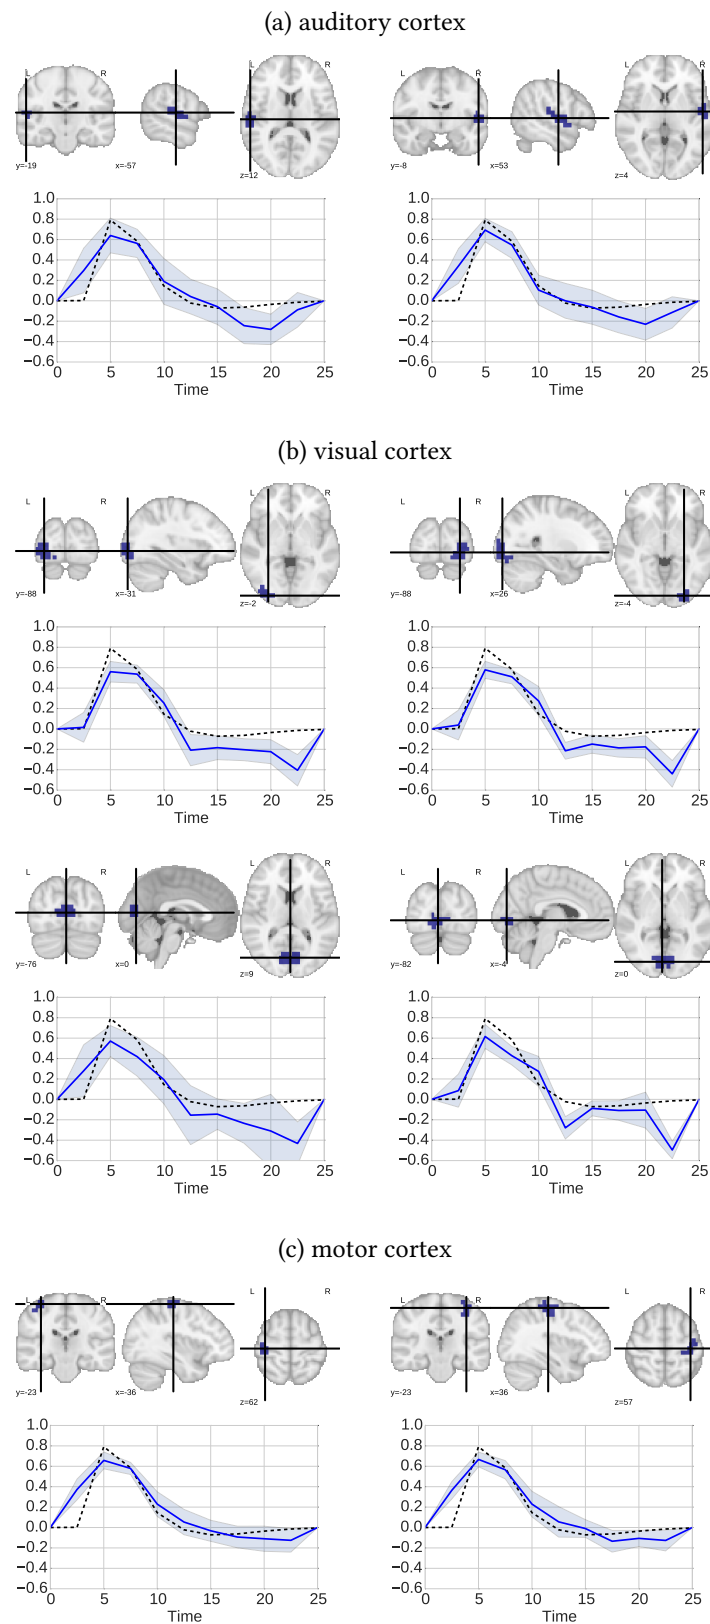 (a) auditory cortex
L R
y=-19 x=-57 z=12
L R
y=-8 x=53 z=4
1.0
0.8
0.6
0.4
0.2
0.0
−0.2
−0.4
−0.6
0 5 10 15 20 25
Time
1.0
0.8
0.6
0.4
0.2
0.0
−0.2
−0.4
−0.6
0 5 10 15 20 25
Time
(b) visual cortex
L R
y=-88 x=-31 z=-2
L R
y=-88 x=26 z=-4
1.0
0.8
0.6
0.4
0.2
0.0
−0.2
−0.4
−0.6
0 5 10 15 20 25
Time
1.0
0.8
0.6
0.4
0.2
0.0
−0.2
−0.4
−0.6
0 5 10 15 20 25
Time
L R L R
y=-76 x=0 z=9
L R L R
y=-82 x=-4 z=0
1.0
0.8
0.6
0.4
0.2
0.0
−0.2
−0.4
−0.6
0 5 10 15 20 25
Time
1.0
0.8
0.6
0.4
0.2
0.0
−0.2
−0.4
−0.6
0 5 10 15 20 25
Time
(c) motor cortex
L R L R
y=-23 x=-36 z=62
L R L R
y=-23 x=36 z=57
1.0
0.8
0.6
0.4
0.2
0.0
−0.2
−0.4
−0.6
0 5 10 15 20 25
Time
1.0
0.8
0.6
0.4
0.2
0.0
−0.2
−0.4
−0.6
0 5 10 15 20 25
Time